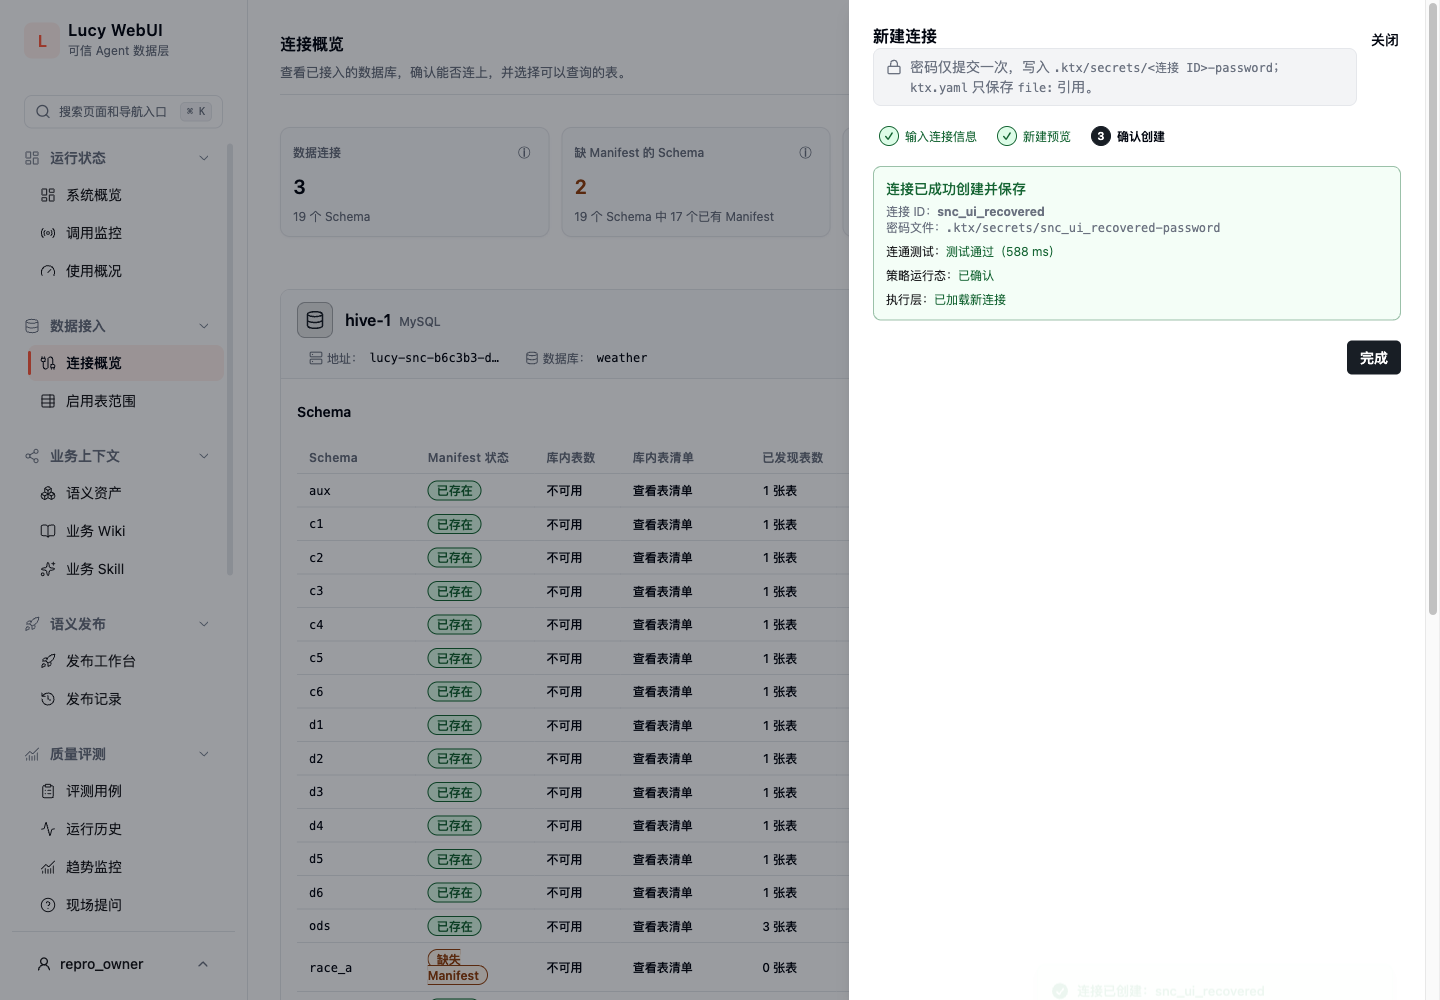 L
Lucy WebUI
可信 Agent 数据层
搜索页面和导航入口
⌘ K
运行状态
系统概览
调用监控
使用概况
数据接入
连接概览
启用表范围
业务上下文
语义资产
业务 Wiki
业务 Skill
语义发布
发布工作台
发布记录
质量评测
评测用例
运行历史
趋势监控
现场提问
repro_owner
连接概览
查看已接入的数据库，确认能否连上，并选择可以查询的表。
数据连接
3
19 个 Schema
缺 Manifest 的 Schema
2
19 个 Schema 中 17 个已有 Manifest
hive-1 MySQL
地址： lucy-snc-b6c3b3-d… 数据库： weather
Schema
Schema Manifest 状态 库内表数 库内表清单 已发现表数
aux 已存在 不可用 查看表清单 1 张表
c1 已存在 不可用 查看表清单 1 张表
c2 已存在 不可用 查看表清单 1 张表
c3 已存在 不可用 查看表清单 1 张表
c4 已存在 不可用 查看表清单 1 张表
c5 已存在 不可用 查看表清单 1 张表
c6 已存在 不可用 查看表清单 1 张表
d1 已存在 不可用 查看表清单 1 张表
d2 已存在 不可用 查看表清单 1 张表
d3 已存在 不可用 查看表清单 1 张表
d4 已存在 不可用 查看表清单 1 张表
d5 已存在 不可用 查看表清单 1 张表
d6 已存在 不可用 查看表清单 1 张表
ods 已存在 不可用 查看表清单 3 张表
race_a 缺失 Manifest 不可用 查看表清单 0 张表
新建连接
关闭
密码仅提交一次，写入 .ktx/secrets/<连接 ID>-password；
ktx.yaml 只保存 file: 引用。
输入连接信息 新建预览 3 确认创建
连接已成功创建并保存
连接 ID：snc_ui_recovered
密码文件：.ktx/secrets/snc_ui_recovered-password
连通测试：测试通过（588 ms）
策略运行态：已确认
执行层：已加载新连接
完成
连接已创建：snc_ui_recovered